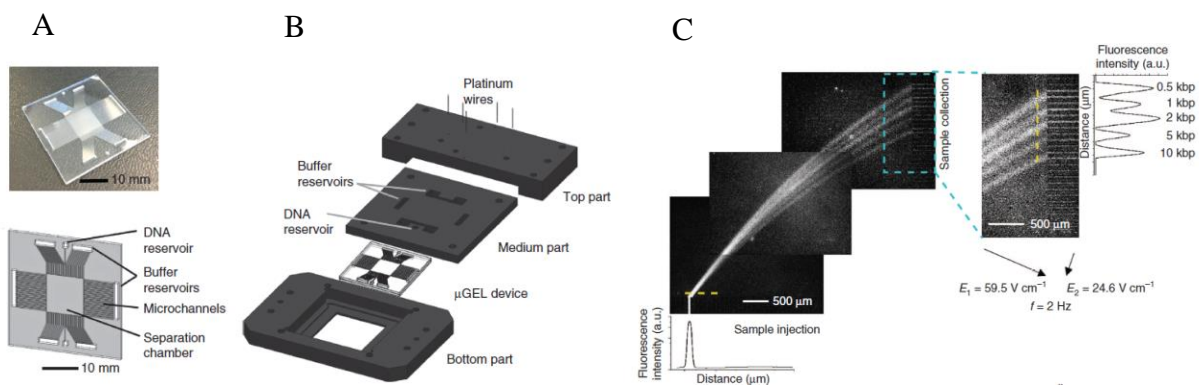 A
10 mm
DNA
reservoir
Buffer
reservoirs
Microchannels
Separation
chamber
10 mm
B
Platinum
wires
Buffer
reservoirs
DNA
reservoir
Top part
Medium part
μGEL device
Bottom part
C
Sample collection
500 μm
500 μm
Sample injection
Fluorescence
intensity (a.u.)
Distance (μm)
Fluorescence
intensity (a.u.)
Distance (μm)
0.5 kbp
1 kbp
2 kbp
5 kbp
10 kbp
E₁ = 59.5 V cm⁻¹ E₂ = 24.6 V cm⁻¹
f = 2 Hz